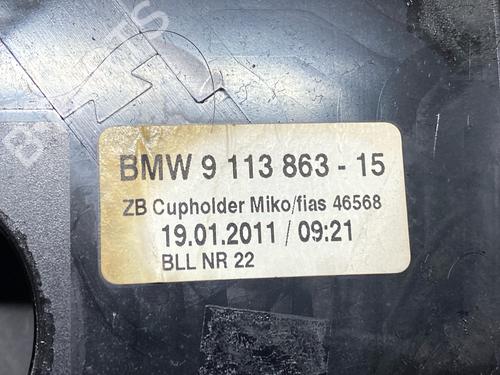 BMW 9 113 863 - 15
ZB Cupholder Miko/fias 46568
19.01.2011 / 09:21
BLL NR 22